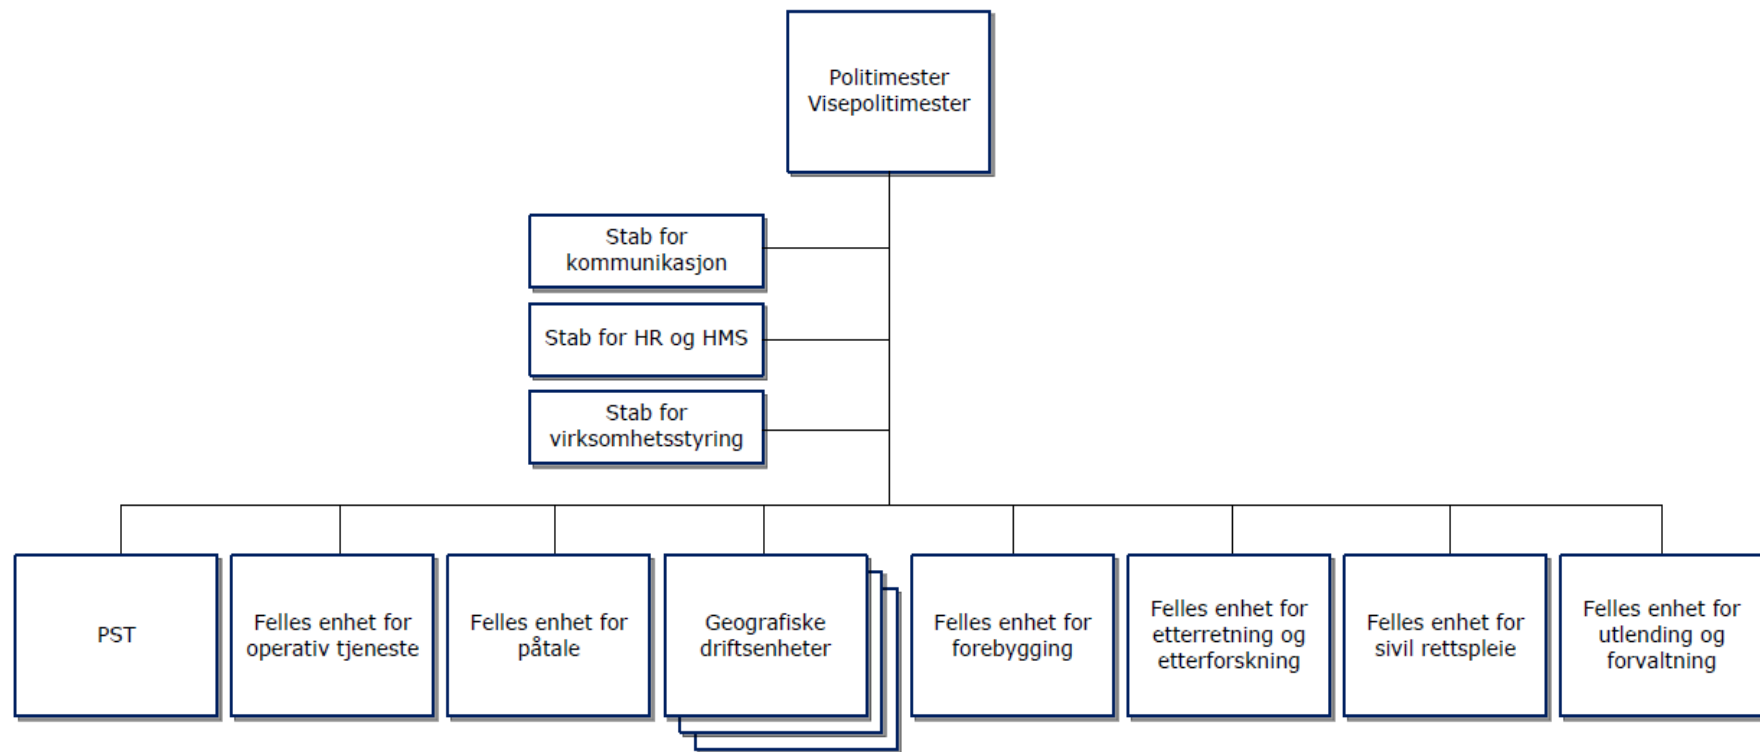 Politimester
Visepolitimester
Stab for
kommunikasjon
Stab for HR og HMS
Stab for
virksomhetsstyring
PST
Felles enhet for
operativ tjeneste
Felles enhet for
påtale
Geografiske
driftsenheter
Felles enhet for
forebygging
Felles enhet for
etterretning og
etterforskning
Felles enhet for
sivil rettspleie
Felles enhet for
utlending og
forvaltning